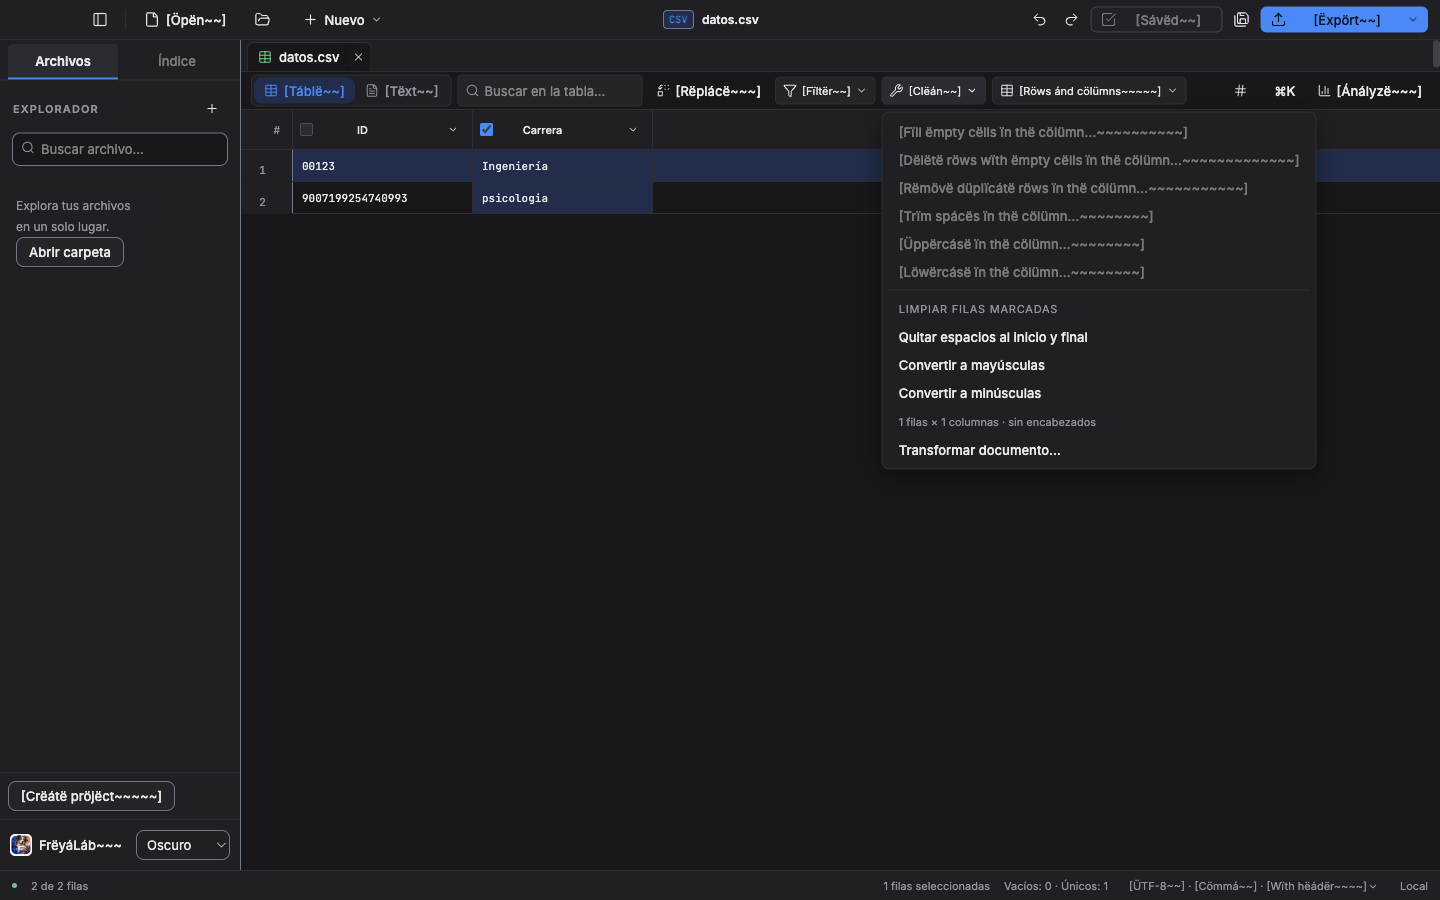 [Öpën~~]
Nuevo
CSV datos.csv
[Sávëd~~]
[Ëxpört~~]
Archivos
Índice
datos.csv
EXPLORADOR
Buscar archivo...
Explora tus archivos
en un solo lugar.
Abrir carpeta
[Táblë~~]
[Tëxt~~]
Buscar en la tabla...
[Rëplácë~~~]
[Fïltër~~]
[Clëán~~]
[Röws ánd cölümns~~~~~]
#
⌘K
[Ánályzë~~~]
# ID Carrera
1 00123 Ingeniería
2 9007199254740993 psicologia
[Fïll ëmpty cëlls ïn thë cölümn...~~~~~~~~~~]
[Dëlëtë röws wïth ëmpty cëlls ïn thë cölümn...~~~~~~~~~~~~~]
[Rëmövë düplïcátë röws ïn thë cölümn...~~~~~~~~~~~]
[Trïm spácës ïn thë cölümn...~~~~~~~~]
[Üppërcásë ïn thë cölümn...~~~~~~~~]
[Löwërcásë ïn thë cölümn...~~~~~~~~]
LIMPIAR FILAS MARCADAS
Quitar espacios al inicio y final
Convertir a mayúsculas
Convertir a minúsculas
1 filas × 1 columnas · sin encabezados
Transformar documento...
[Crëátë pröjëct~~~~~]
FrëyáLáb~~~
Oscuro
2 de 2 filas
1 filas seleccionadas
Vacíos: 0 · Únicos: 1
[ÜTF-8~~] · [Cömmá~~] · [Wïth hëádër~~~~]
Local